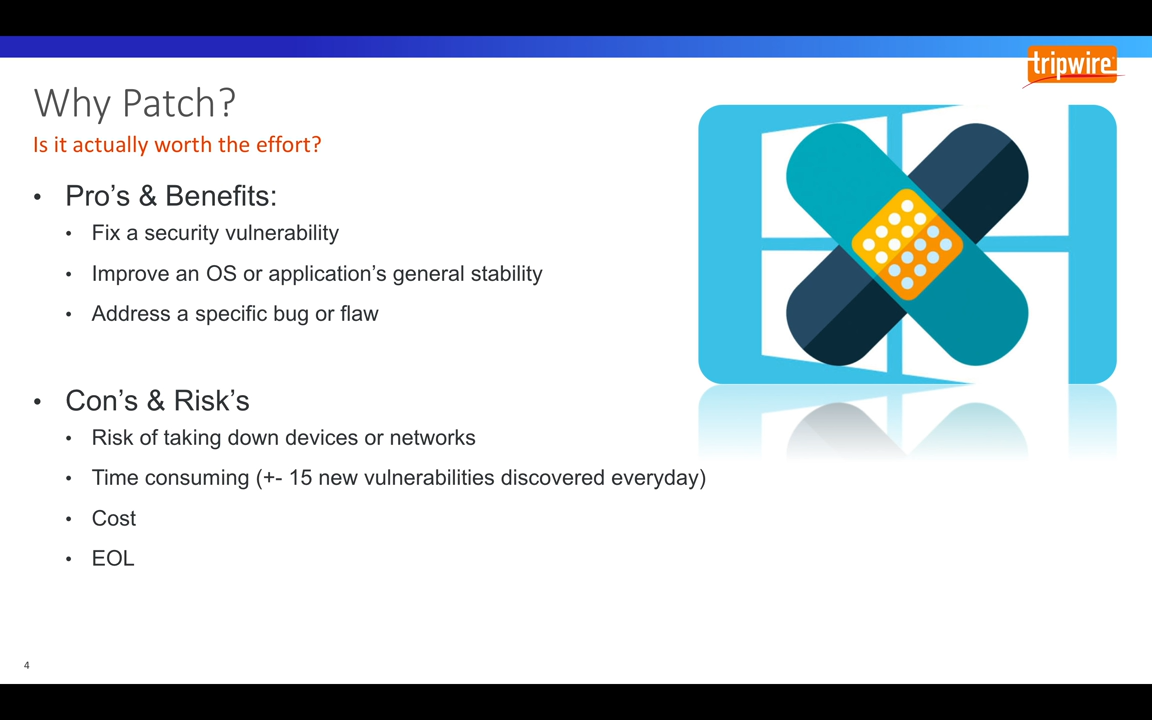 tripwire
Why Patch?
Is it actually worth the effort?
• Pro’s & Benefits:
• Fix a security vulnerability
• Improve an OS or application’s general stability
• Address a specific bug or flaw
• Con’s & Risk’s
• Risk of taking down devices or networks
• Time consuming (+- 15 new vulnerabilities discovered everyday)
• Cost
• EOL
4